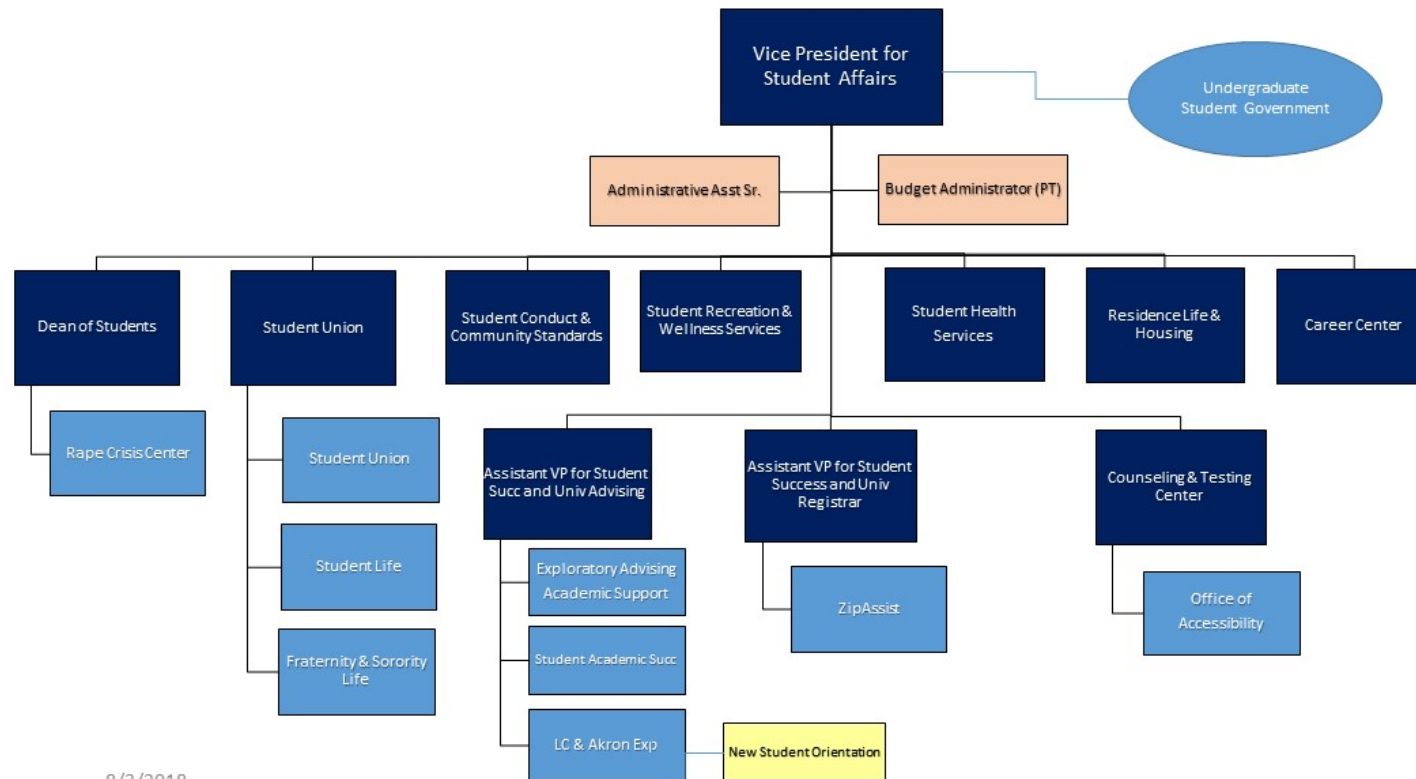 Vice President for
Student Affairs
Undergraduate
Student Government
Administrative Asst Sr.
Budget Administrator (PT)
Dean of Students
Student Union
Student Conduct &
Community Standards
Student Recreation &
Wellness Services
Student Health
Services
Residence Life &
Housing
Career Center
Rape Crisis Center
Student Union
Student Life
Fraternity & Sorority
Life
Assistant VP for Student
Succ and Univ Advising
Exploratory Advising
Academic Support
Student Academic Succ
LC & Akron Exp
New Student Orientation
Assistant VP for Student
Success and Univ
Registrar
ZipAssist
Counseling & Testing
Center
Office of
Accessibility